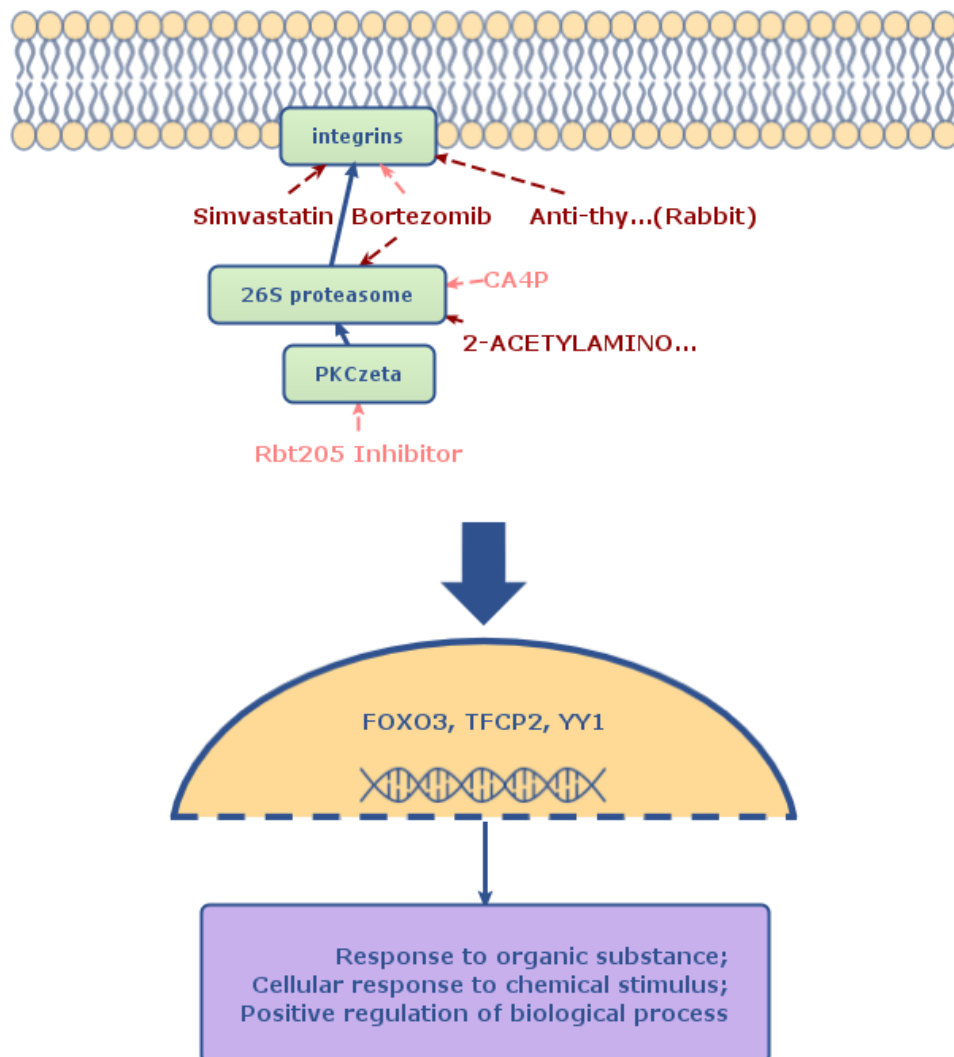 integrins
Simvastatin Bortezomib Anti-thy...(Rabbit)
26S proteasome
CA4P
2-ACETYLAMINO...
PKCzeta
Rbt205 Inhibitor
FOXO3, TFCP2, YY1
Response to organic substance;
Cellular response to chemical stimulus;
Positive regulation of biological process